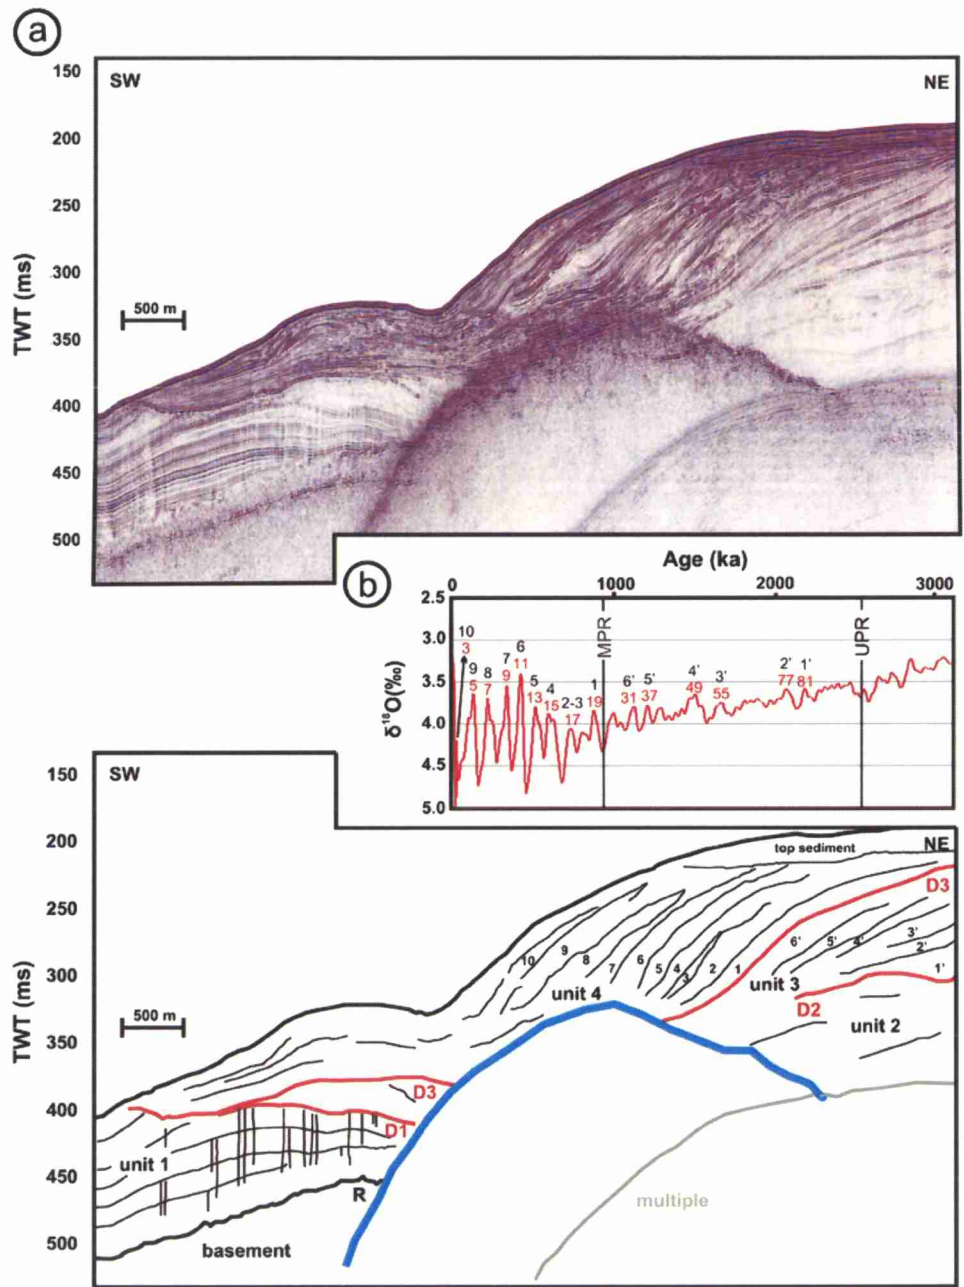 a
150
SW
NE
200
250
300
500 m
350
400
450
500
TWT (ms)
b
Age (ka)
0 1000 2000 3000
2.5
3.0
3.5
4.0
4.5
5.0
δ¹⁸O(‰)
MPR
UPR
10 9 8 7 6 5 4 2-3 1 6' 5' 4' 3' 2' 1'
3 5 7 9 11 13 15 17 19 31 37 49 55 77 81
150
SW
200
NE
top sediment
D3
250
10 9 8 7 6 5 4 3 2 1
6' 5' 4' 3' 2' 1'
300
unit 4
unit 3
D2
unit 2
500 m
350
D3
400
D1
unit 1
450
R
multiple
500
basement
TWT (ms)